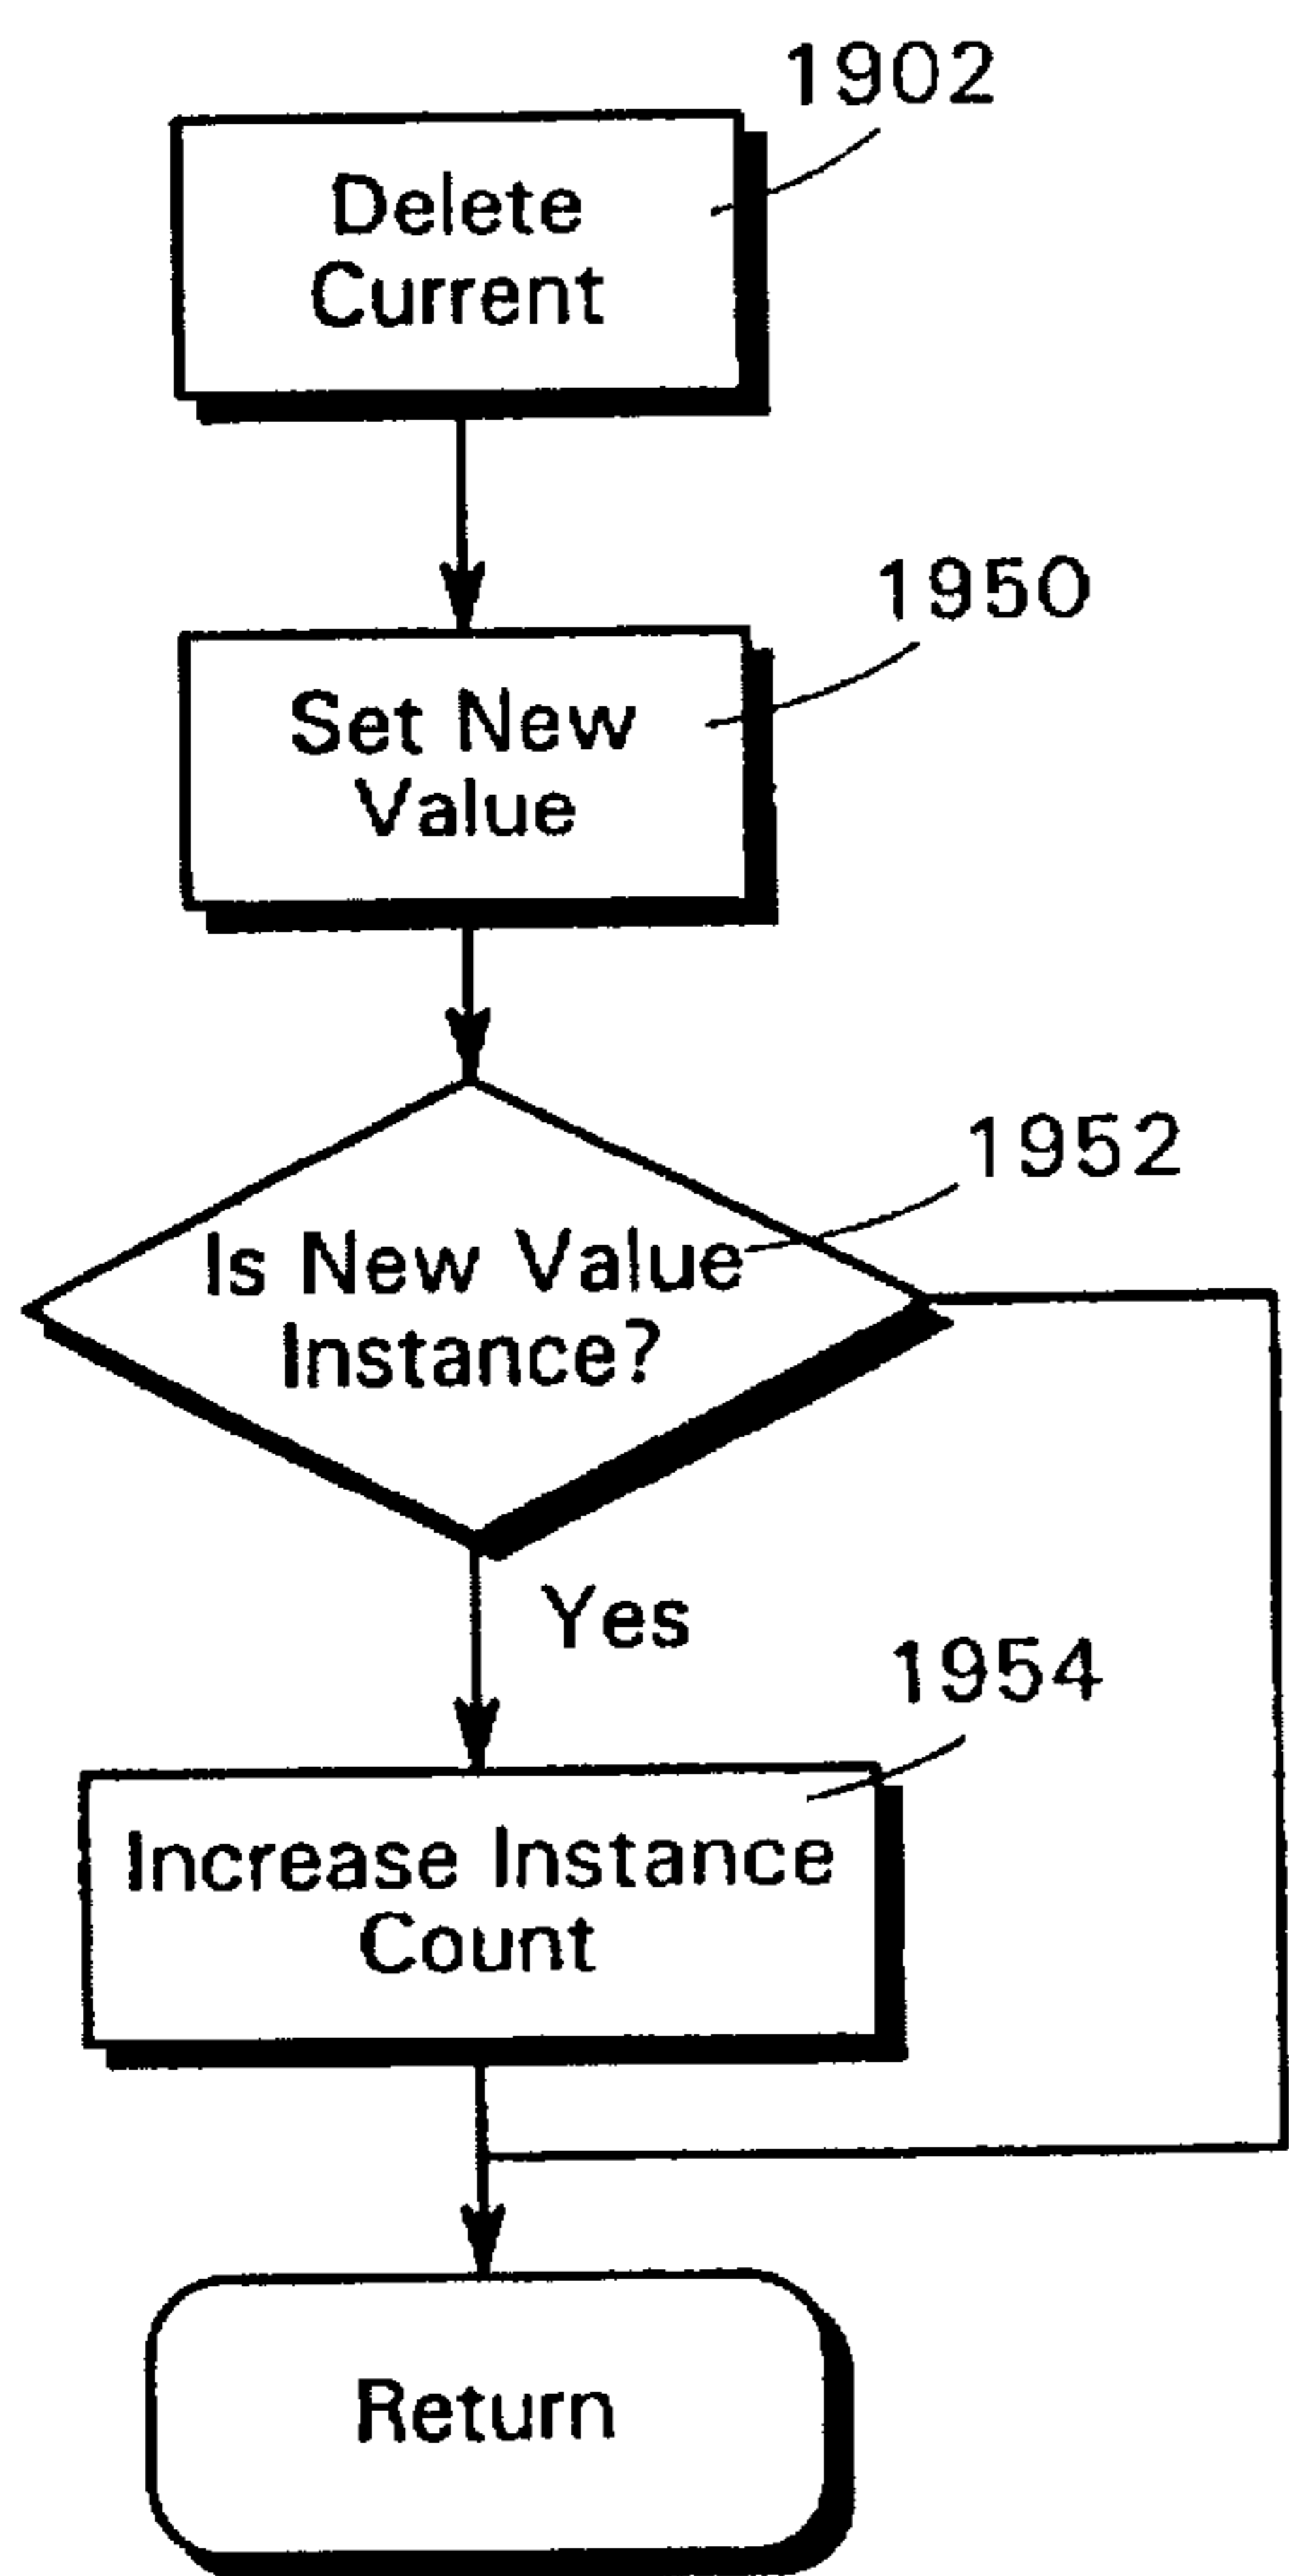 1902
Delete
Current
1950
Set New
Value
1952
Is New Value
Instance?
Yes
1954
Increase Instance
Count
Return